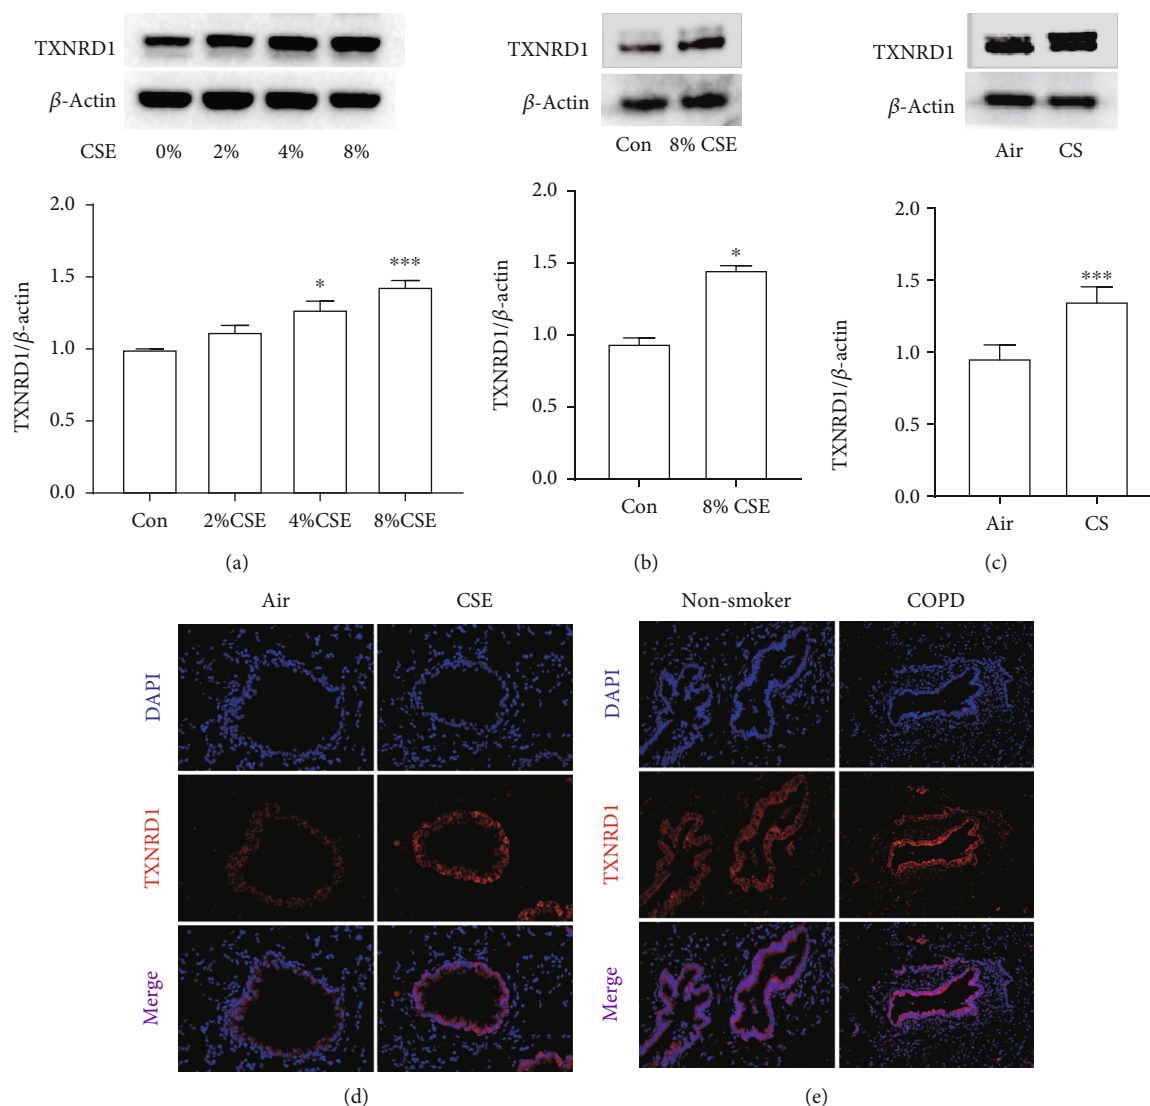 TXNRD1
β-Actin
CSE 0% 2% 4% 8%
TXNRD1/β-actin
2.0
1.5
1.0
0.5
0.0
*
***
Con 2%CSE 4%CSE 8%CSE
(a)
TXNRD1
β-Actin
Con 8% CSE
TXNRD1/β-actin
2.0
1.5
1.0
0.5
0.0
*
Con 8% CSE
(b)
TXNRD1
β-Actin
Air CS
TXNRD1/β-actin
2.0
1.5
1.0
0.5
0.0
***
Air CS
(c)
Air CSE
DAPI
TXNRD1
Merge
(d)
Non-smoker COPD
DAPI
TXNRD1
Merge
(e)